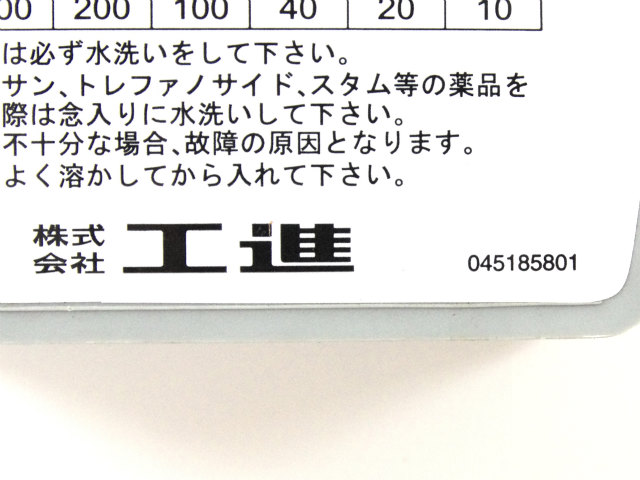 00 200 100 40 20 10
は必ず水洗いをして下さい。
サン、トレファノサイド、スタム等の薬品を
際は念入りに水洗いして下さい。
不十分な場合、故障の原因となります。
よく溶かしてから入れて下さい。
株式会社 工進
045185801